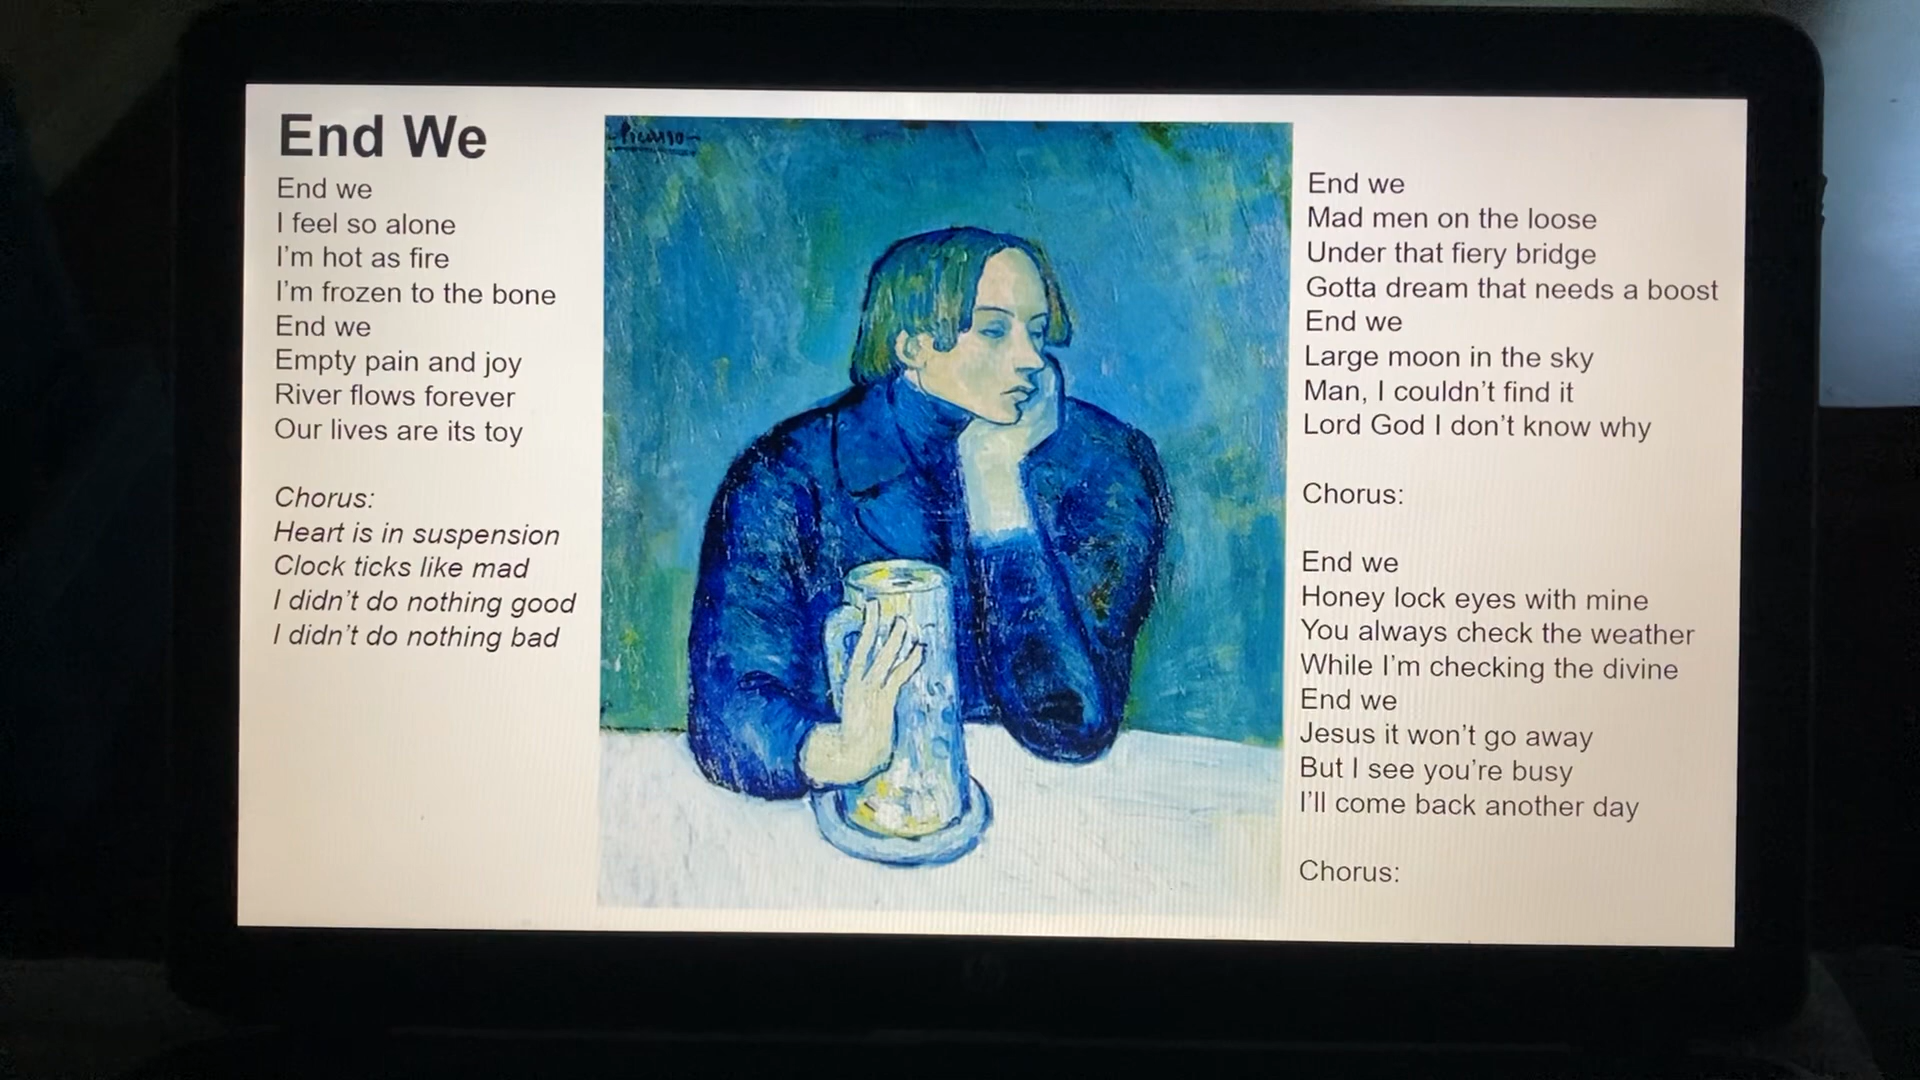 End We
End we
I feel so alone
I'm hot as fire
I'm frozen to the bone
End we
Empty pain and joy
River flows forever
Our lives are its toy
Chorus:
Heart is in suspension
Clock ticks like mad
I didn't do nothing good
I didn't do nothing bad
Picasso
End we
Mad men on the loose
Under that fiery bridge
Gotta dream that needs a boost
End we
Large moon in the sky
Man, I couldn't find it
Lord God I don't know why
Chorus:
End we
Honey lock eyes with mine
You always check the weather
While I'm checking the divine
End we
Jesus it won't go away
But I see you're busy
I'll come back another day
Chorus: